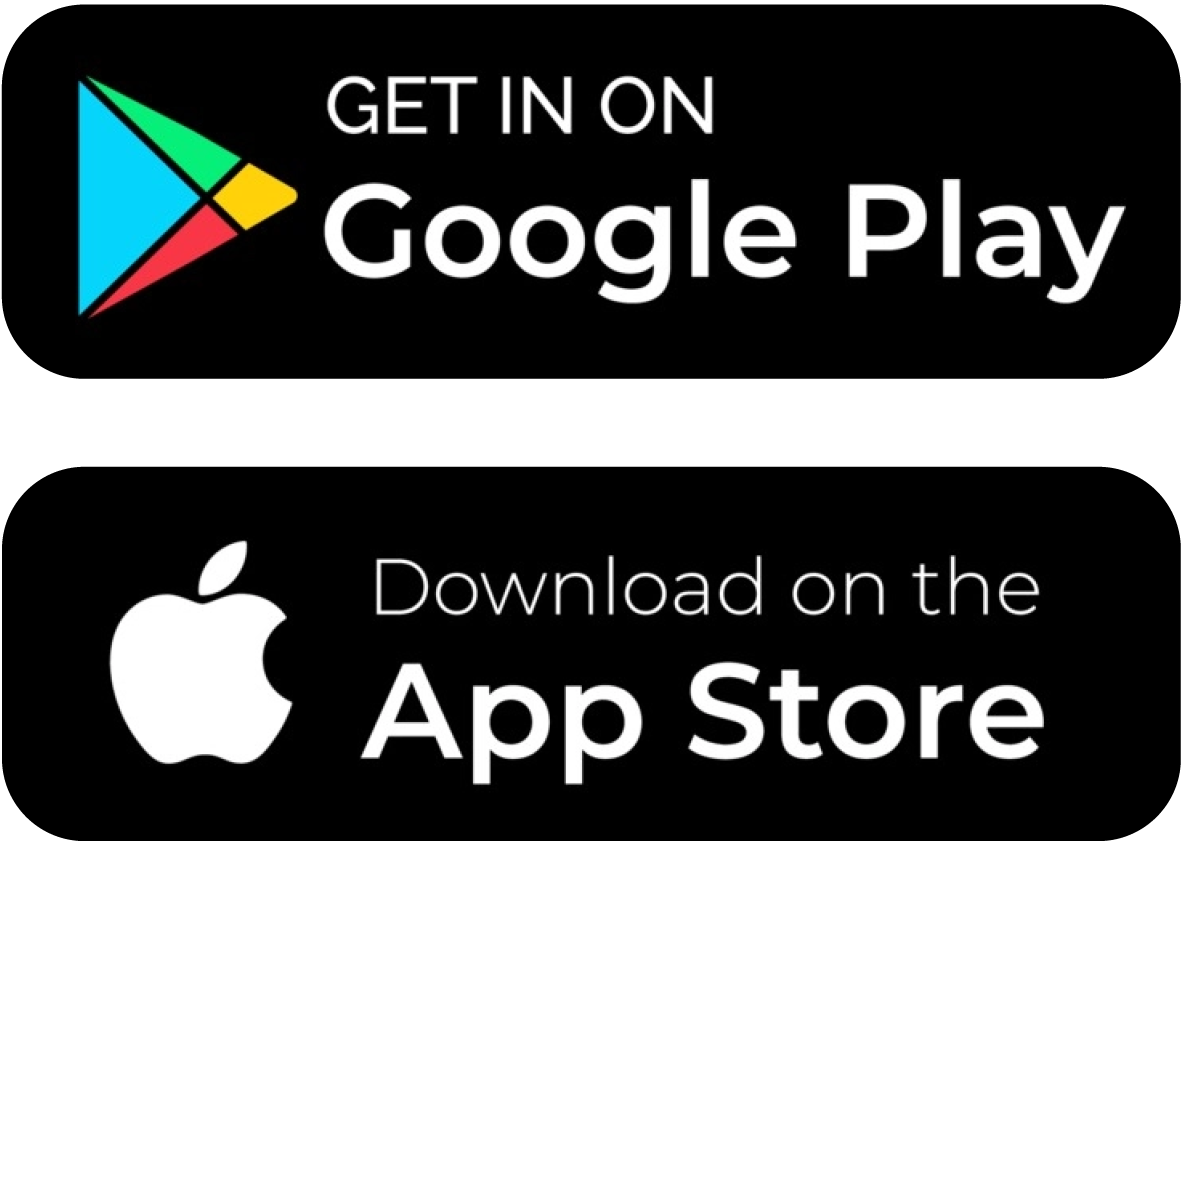 GET IN ON
Google Play
Download on the
App Store